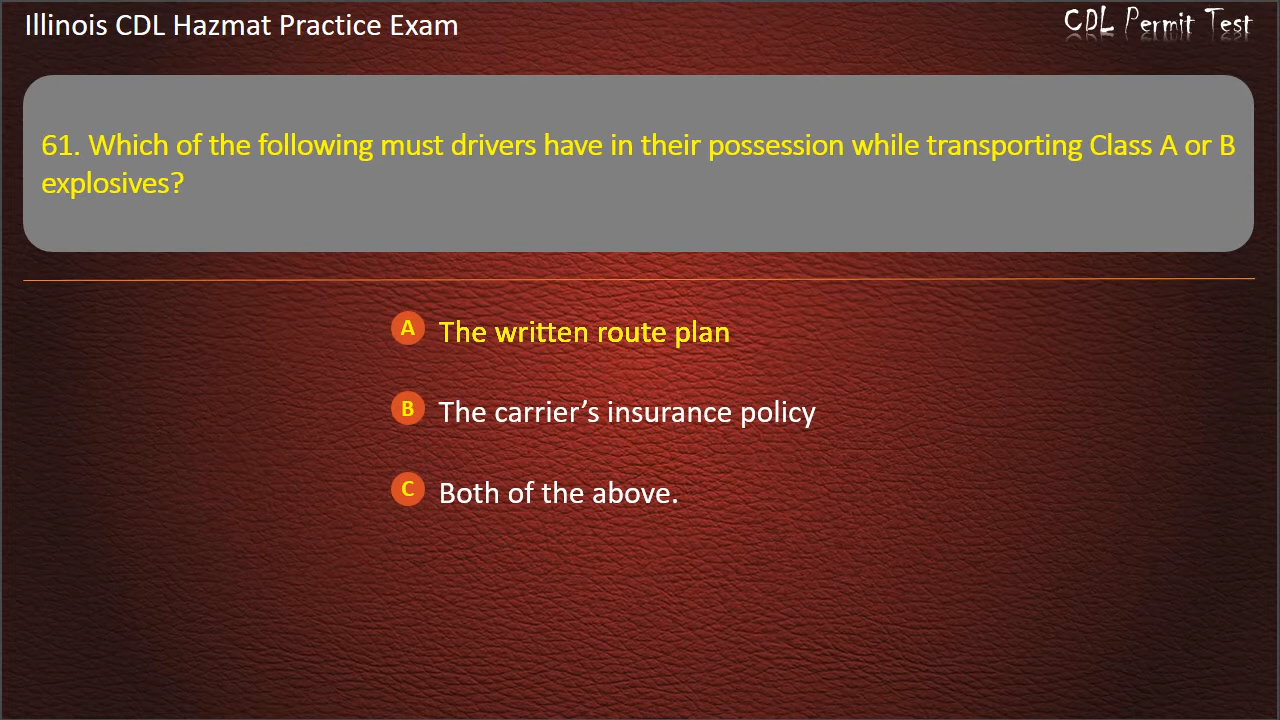 Illinois CDL Hazmat Practice Exam
CDL Permit Test
61. Which of the following must drivers have in their possession while transporting Class A or B
explosives?
A The written route plan
B The carrier’s insurance policy
C Both of the above.